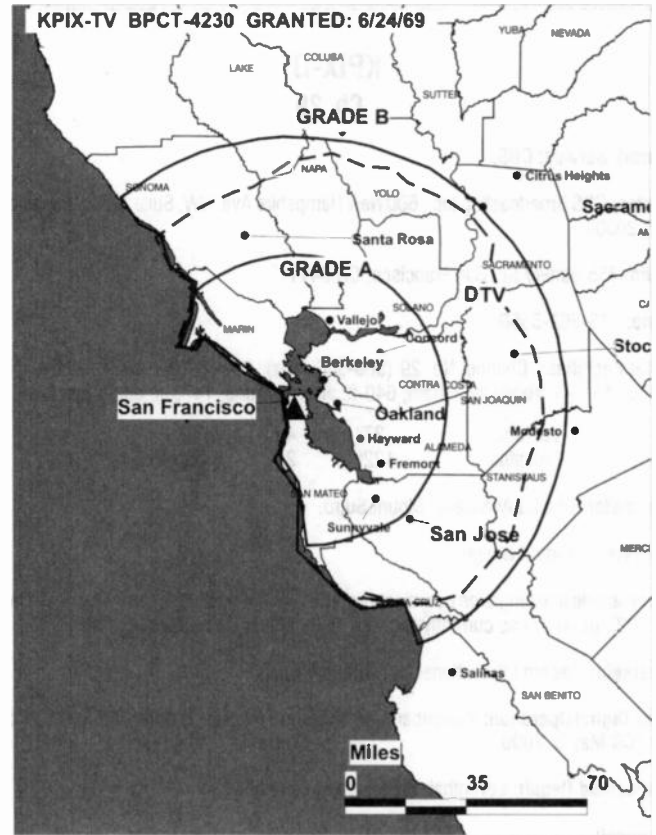 KPIX-TV BPCT-4230 GRANTED: 6/24/69
YUBA
NEVADA
COLUSA
LAKE
SUTTER
GRADE B
NAPA
Citrus Heights
SONOMA
YOLO
Sacrame
Santa Rosa
SACRAMENTO
GRADE A
DTV
SOLANO
Vallejo
MARIN
Concord
Stoc
Berkeley
CONTRA COSTA
SAN JOAQUIN
San Francisco
Oakland
Modesto
Hayward
ALAMEDA
Fremont
STANISLAUS
SAN MATEO
Sunnyvale
San Jose
MERC
Salinas
SAN BENITO
Miles
0 35 70